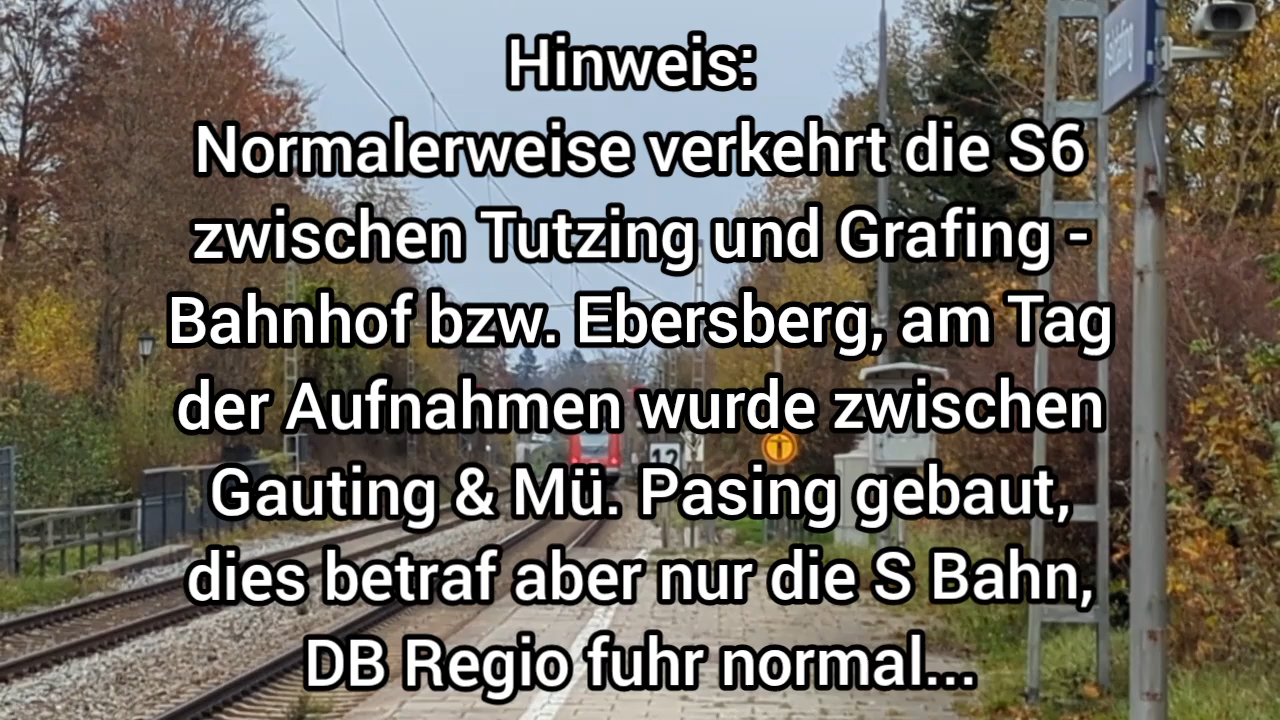 Hinweis:
Normalerweise verkehrt die S6
zwischen Tutzing und Grafing -
Bahnhof bzw. Ebersberg, am Tag
der Aufnahmen wurde zwischen
Gauting & Mü. Pasing gebaut,
dies betraf aber nur die S Bahn,
DB Regio fuhr normal...
12